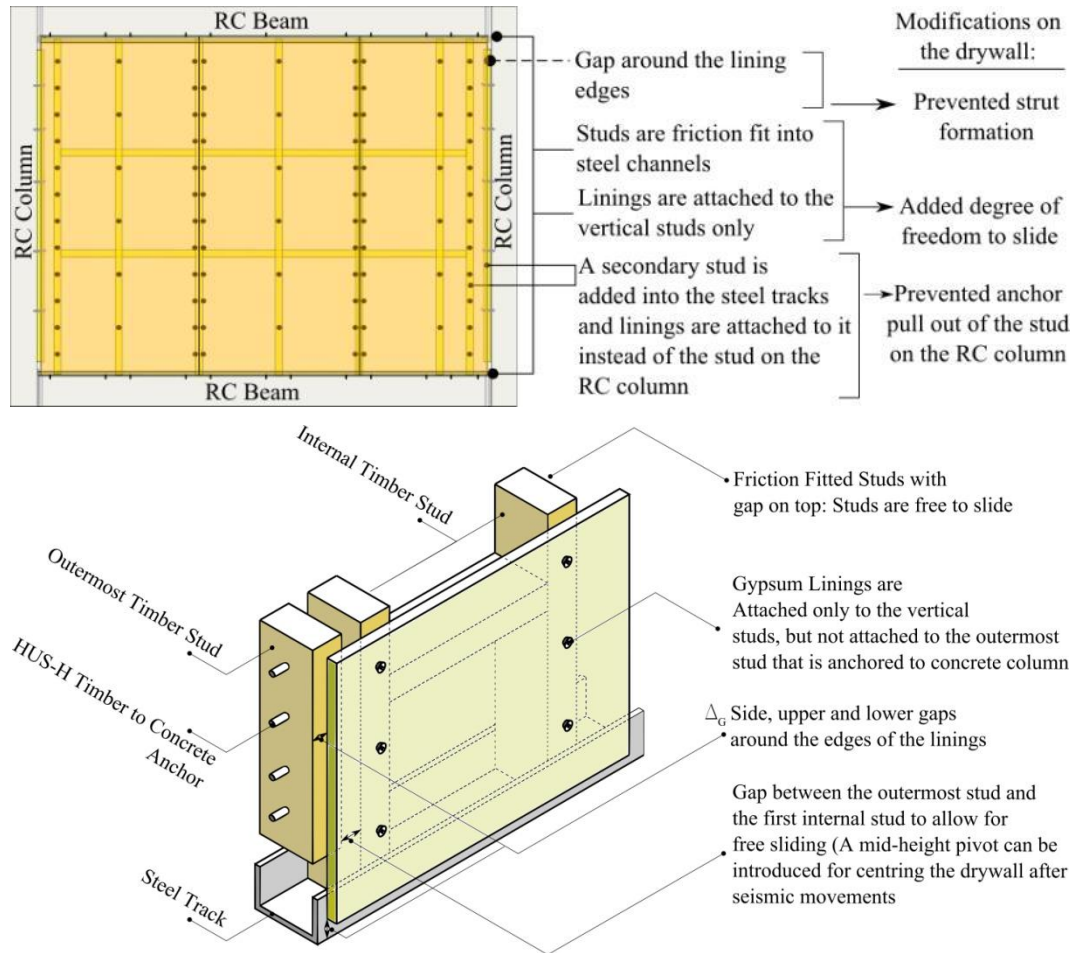 RC Beam
RC Column
RC Column
RC Beam
Gap around the lining
edges
Studs are friction fit into
steel channels
Linings are attached to the
vertical studs only
A secondary stud is
added into the steel tracks
and linings are attached to it
instead of the stud on the
RC column
Modifications on
the drywall:
Prevented strut
formation
Added degree of
freedom to slide
Prevented anchor
pull out of the stud
on the RC column
Internal Timber Stud
Outermost Timber Stud
HUS-H Timber to Concrete
Anchor
Steel Track
Friction Fitted Studs with
gap on top: Studs are free to slide
Gypsum Linings are
Attached only to the vertical
studs, but not attached to the outermost
stud that is anchored to concrete column
ΔG Side, upper and lower gaps
around the edges of the linings
Gap between the outermost stud and
the first internal stud to allow for
free sliding (A mid-height pivot can be
introduced for centring the drywall after
seismic movements